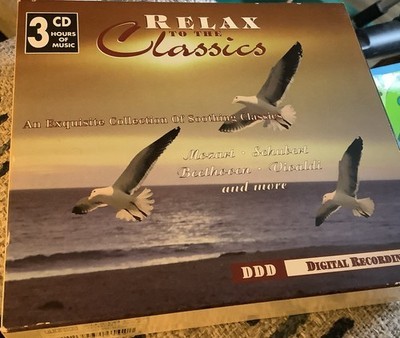 3 CD
HOURS
OF MUSIC
RELAX
TO THE
Classics
An Exquisite Collection Of Soothing Classics
Mozart · Schubert
Beethoven · Vivaldi
and more
DDD DIGITAL RECORDIN